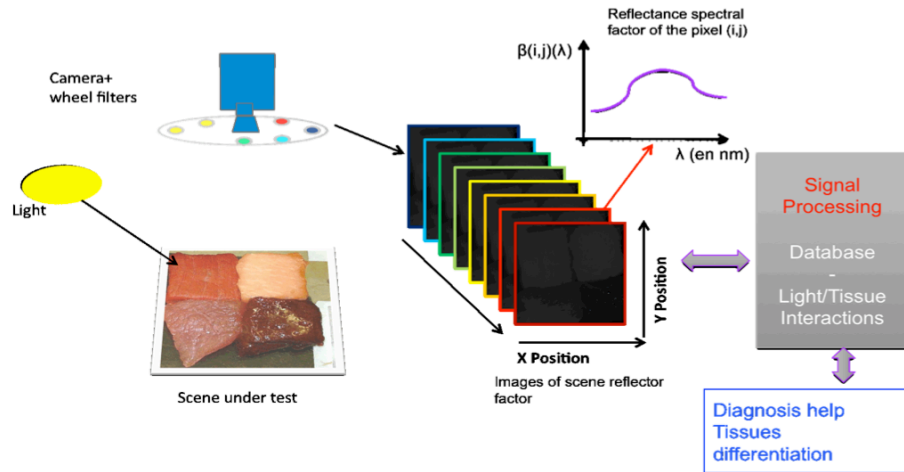 Reflectance spectral
factor of the pixel (i,j)
β(i,j)(λ)
λ (en nm)
Camera+
wheel filters
Light
Scene under test
X Position
Y Position
Images of scene reflector
factor
Signal
Processing
Database
-
Light/Tissue
Interactions
Diagnosis help
Tissues
differentiation